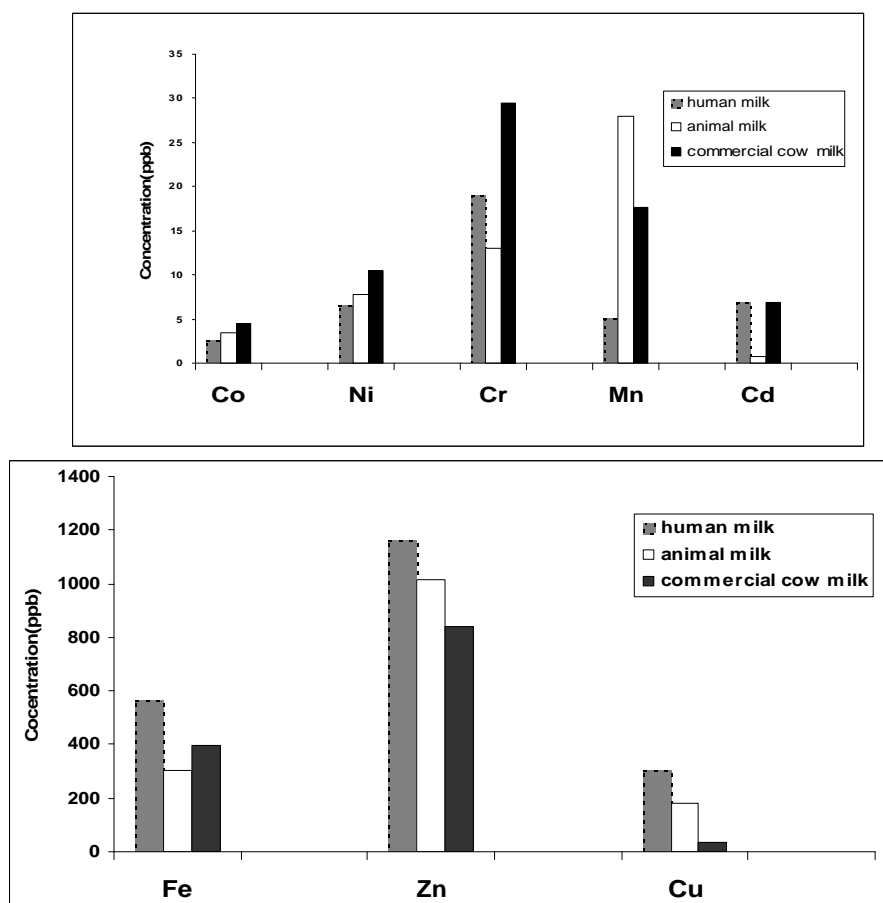 Concentration(ppb)
35
30
25
20
15
10
5
0
human milk
animal milk
commercial cow milk
Co Ni Cr Mn Cd
Cocentration(ppb)
1400
1200
1000
800
600
400
200
0
human milk
animal milk
commercial cow milk
Fe Zn Cu